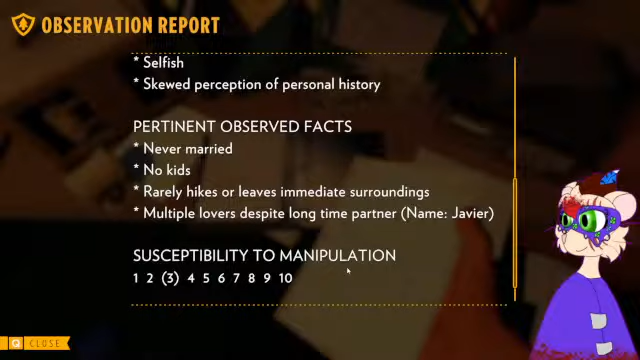 OBSERVATION REPORT
* Selfish
* Skewed perception of personal history
PERTINENT OBSERVED FACTS
* Never married
* No kids
* Rarely hikes or leaves immediate surroundings
* Multiple lovers despite long time partner (Name: Javier)
SUSCEPTIBILITY TO MANIPULATION
1 2 (3) 4 5 6 7 8 9 10
Q CLOSE